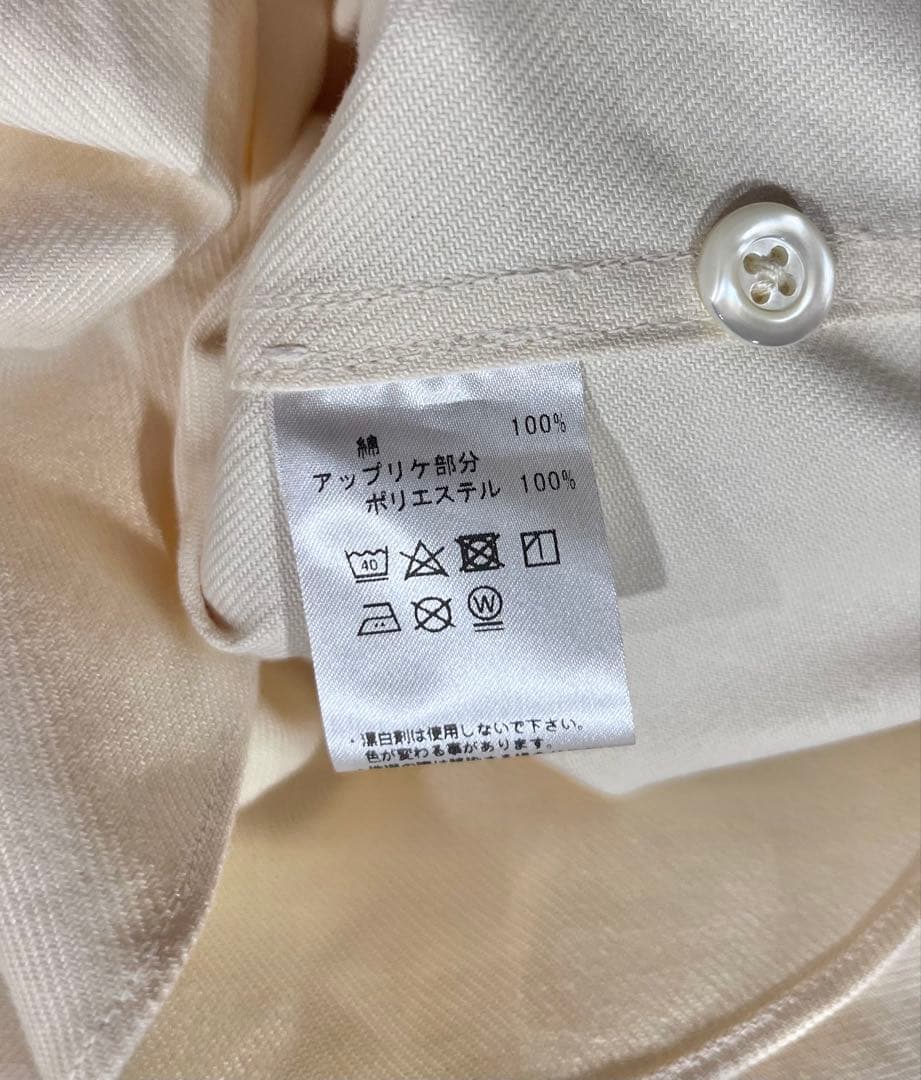 綿 100%
アップリケ部分
ポリエステル 100%
40
W
・漂白剤は使用しないで下さい。
色が変わる事があります。